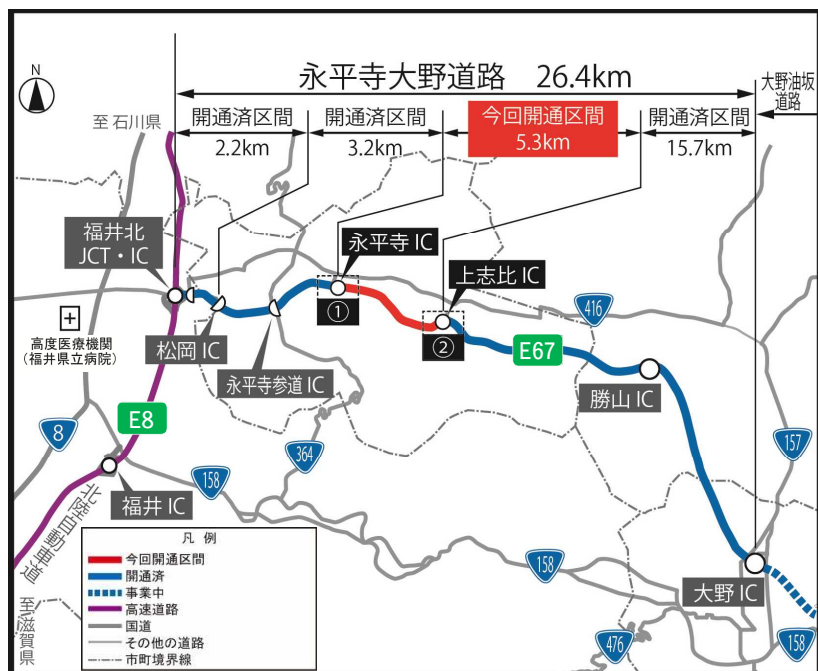 永平寺大野道路 26.4km
大野油坂
道路
N
至 石川県
開通済区間
2.2km
開通済区間
3.2km
今回開通区間
5.3km
開通済区間
15.7km
福井北
JCT・IC
永平寺 IC
上志比 IC
①
②
416
高度医療機関
(福井県立病院)
松岡 IC
永平寺参道 IC
E67
勝山 IC
E8
8
364
157
158
福井 IC
北陸自動車道
至 滋賀県
158
大野 IC
476
158
凡 例
今回開通区間
開通済
事業中
高速道路
国道
その他の道路
市町境界線